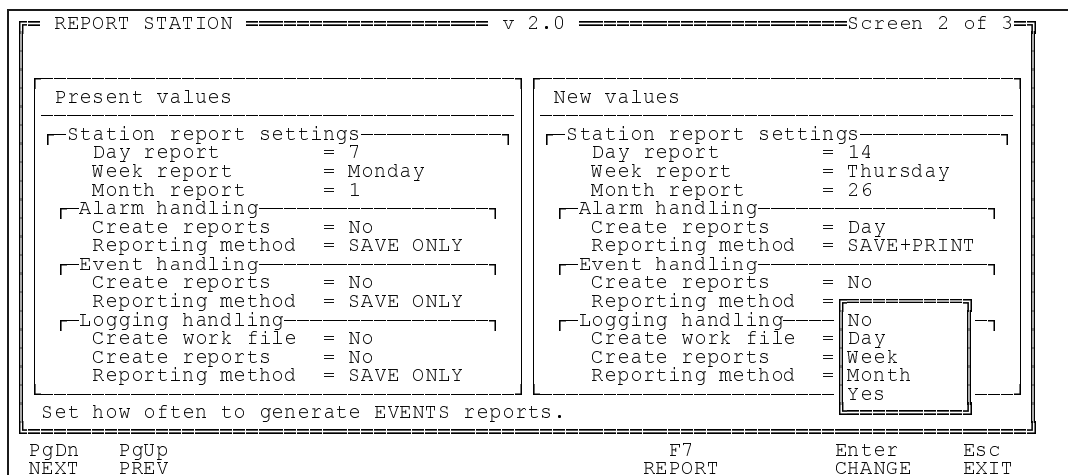 REPORT STATION v 2.0 Screen 2 of 3
Present values
Station report settings
Day report = 7
Week report = Monday
Month report = 1
Alarm handling
Create reports = No
Reporting method = SAVE ONLY
Event handling
Create reports = No
Reporting method = SAVE ONLY
Logging handling
Create work file = No
Create reports = No
Reporting method = SAVE ONLY
New values
Station report settings
Day report = 14
Week report = Thursday
Month report = 26
Alarm handling
Create reports = Day
Reporting method = SAVE+PRINT
Event handling
Create reports = No
Reporting method =
Logging handling
Create work file =
Create reports =
Reporting method =
No
Day
Week
Month
Yes
Set how often to generate EVENTS reports.
PgDn PgUp F7 Enter Esc
NEXT PREV REPORT CHANGE EXIT